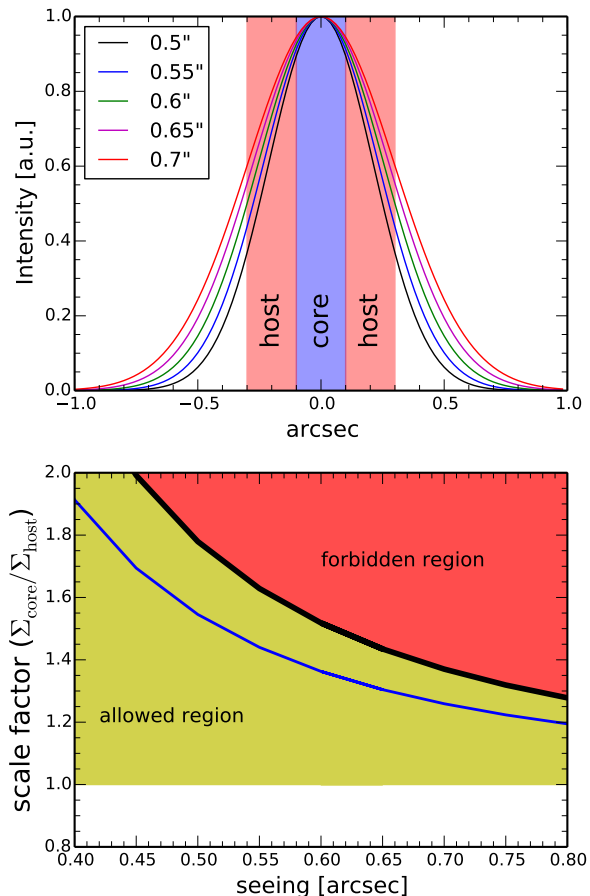 1.0
0.8
0.6
0.4
0.2
0.0
Intensity [a.u.]
0.5"
0.55"
0.6"
0.65"
0.7"
host
core
host
−1.0 −0.5 0.0 0.5 1.0
arcsec
2.0
1.8
1.6
1.4
1.2
1.0
0.8
scale factor (Σcore/Σhost)
forbidden region
allowed region
0.40 0.45 0.50 0.55 0.60 0.65 0.70 0.75 0.80
seeing [arcsec]